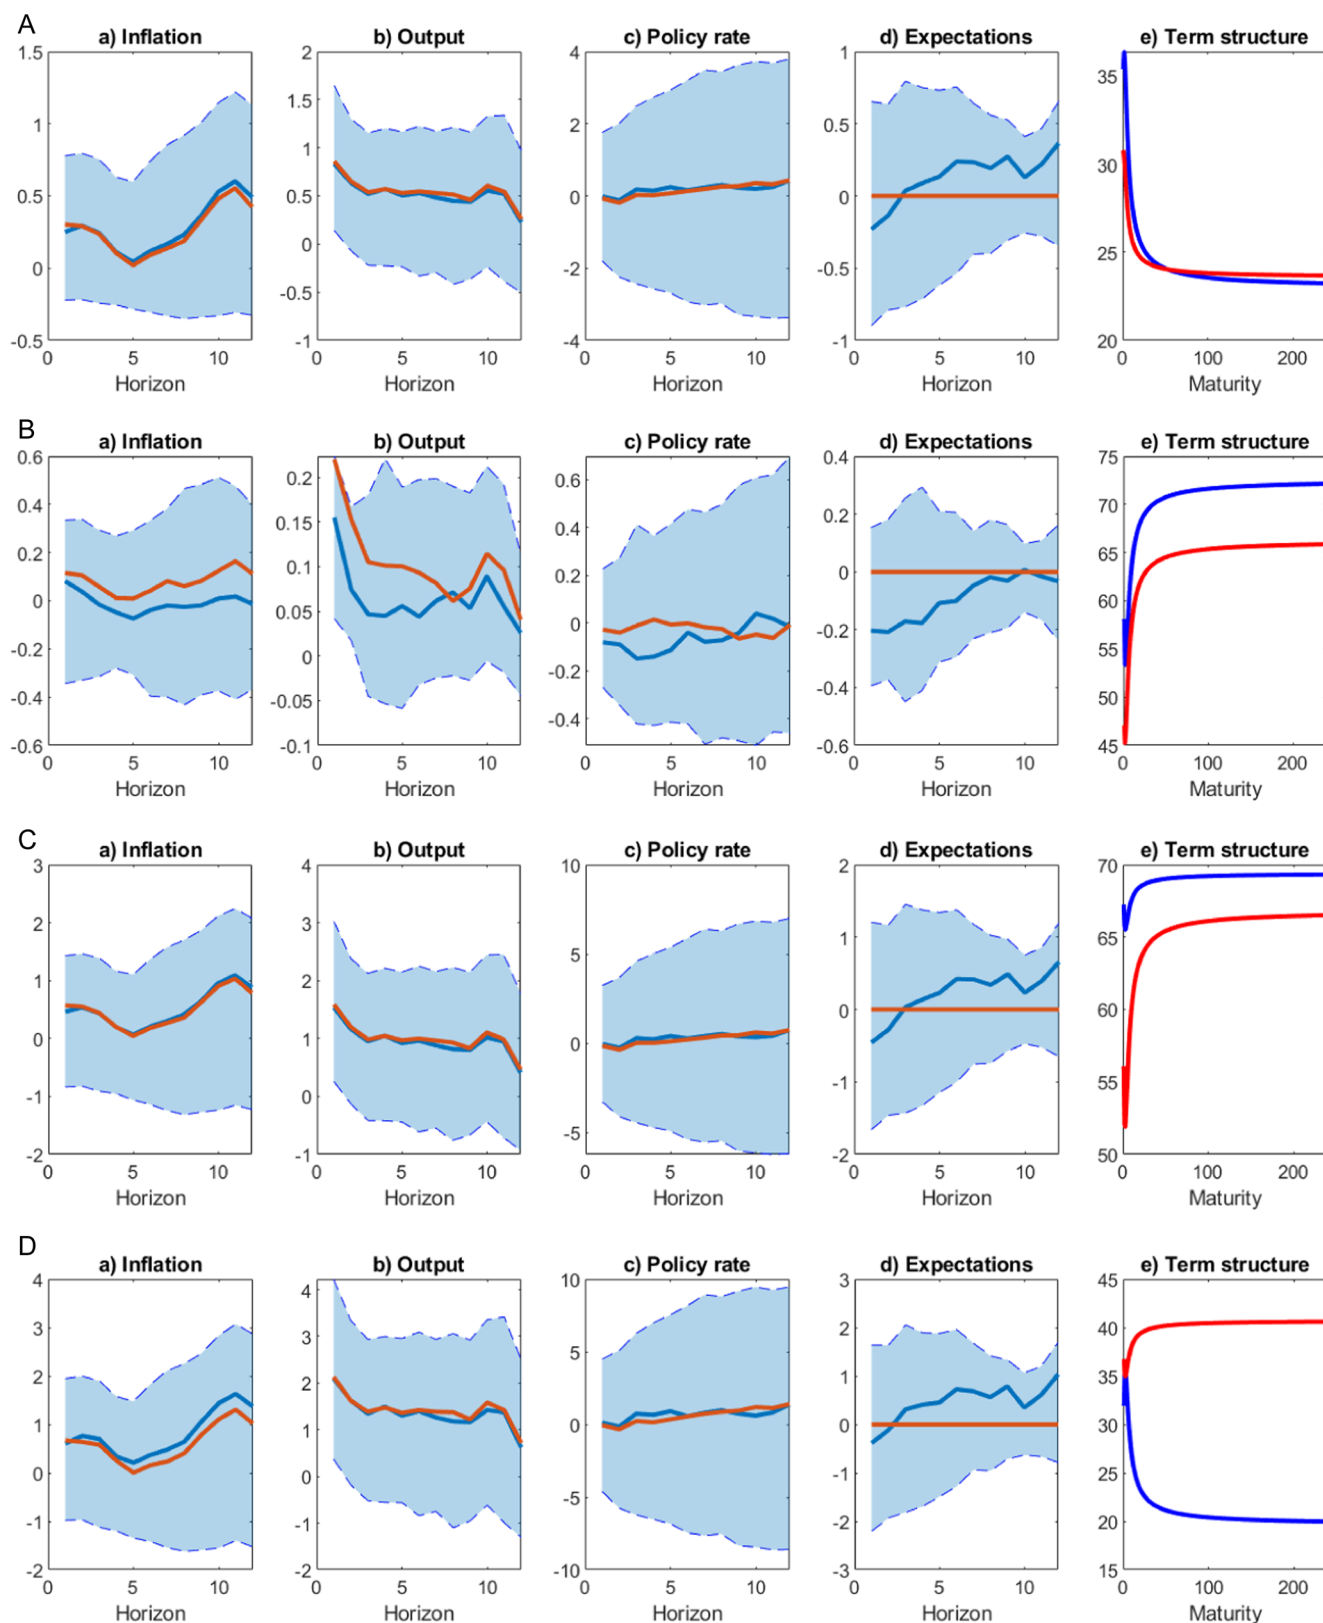 A
a) Inflation b) Output c) Policy rate d) Expectations e) Term structure
1.5 2 4 1 35
1.5
1 2 0.5
1 30
0.5 0.5 0 0
0 25
0 -2 -0.5
-0.5
-0.5 -1 -4 -1 20
0 5 10 0 5 10 0 5 10 0 5 10 0 100 200
Horizon Horizon Horizon Horizon Maturity
B
a) Inflation b) Output c) Policy rate d) Expectations e) Term structure
0.6 0.4 75
0.2 0.6
0.4 0.2 70
0.15 0.4
0.2 65
0.1 0.2 0
0 0.05 60
0 -0.2
-0.2 0 55
-0.2
-0.4 -0.05 -0.4 50
-0.4
-0.6 -0.1 -0.6 45
0 5 10 0 5 10 0 5 10 0 5 10 0 100 200
Horizon Horizon Horizon Horizon Maturity
C
a) Inflation b) Output c) Policy rate d) Expectations e) Term structure
3 4 10 2 70
2 3 1 65
5
1 2
0 60
0 1 0
-1 0 -1 55
-5
-2 -1 -2 50
0 5 10 0 5 10 0 5 10 0 5 10 0 100 200
Horizon Horizon Horizon Horizon Maturity
D
a) Inflation b) Output c) Policy rate d) Expectations e) Term structure
4 4 10 3 45
3 3 2 40
5
2 2 1 35
1 1 0 0 30
0 0 -1 25
-5
-1 -1 -2 20
-2 -2 -10 -3 15
0 5 10 0 5 10 0 5 10 0 5 10 0 100 200
Horizon Horizon Horizon Horizon Maturity